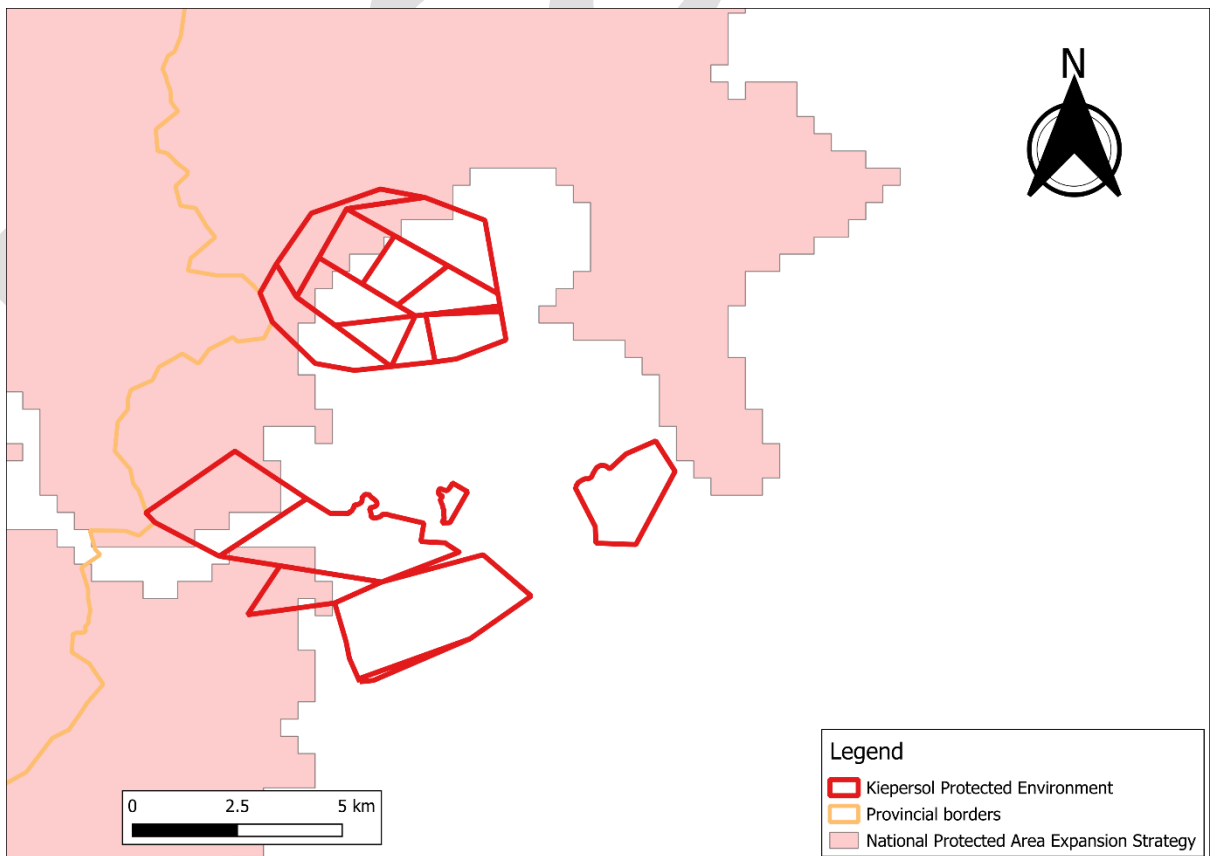 N
Legend
Kiepersol Protected Environment
Provincial borders
National Protected Area Expansion Strategy
0 2.5 5 km